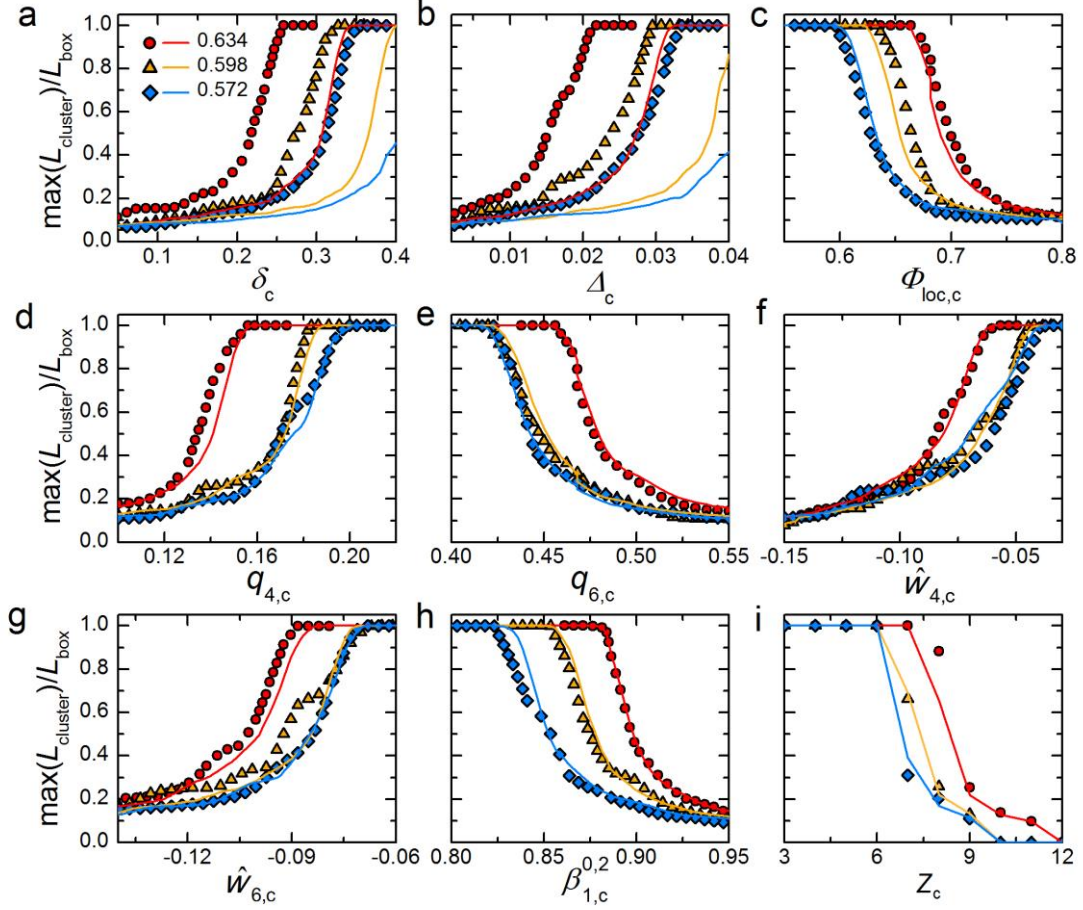 a b c
max(L_cluster)/L_box
1.0 0.8 0.6 0.4 0.2 0.0
0.634
0.598
0.572
0.1 0.2 0.3 0.4
δ_c
0.01 0.02 0.03 0.04
Δ_c
0.6 0.7 0.8
Φ_loc,c
d e f
max(L_cluster)/L_box
1.0 0.8 0.6 0.4 0.2 0.0
0.12 0.16 0.20
q_4,c
0.40 0.45 0.50 0.55
q_6,c
-0.15 -0.10 -0.05
ŵ_4,c
g h i
max(L_cluster)/L_box
1.0 0.8 0.6 0.4 0.2 0.0
-0.12 -0.09 -0.06
ŵ_6,c
0.80 0.85 0.90 0.95
β_1,c^0,2
3 6 9 12
Z_c